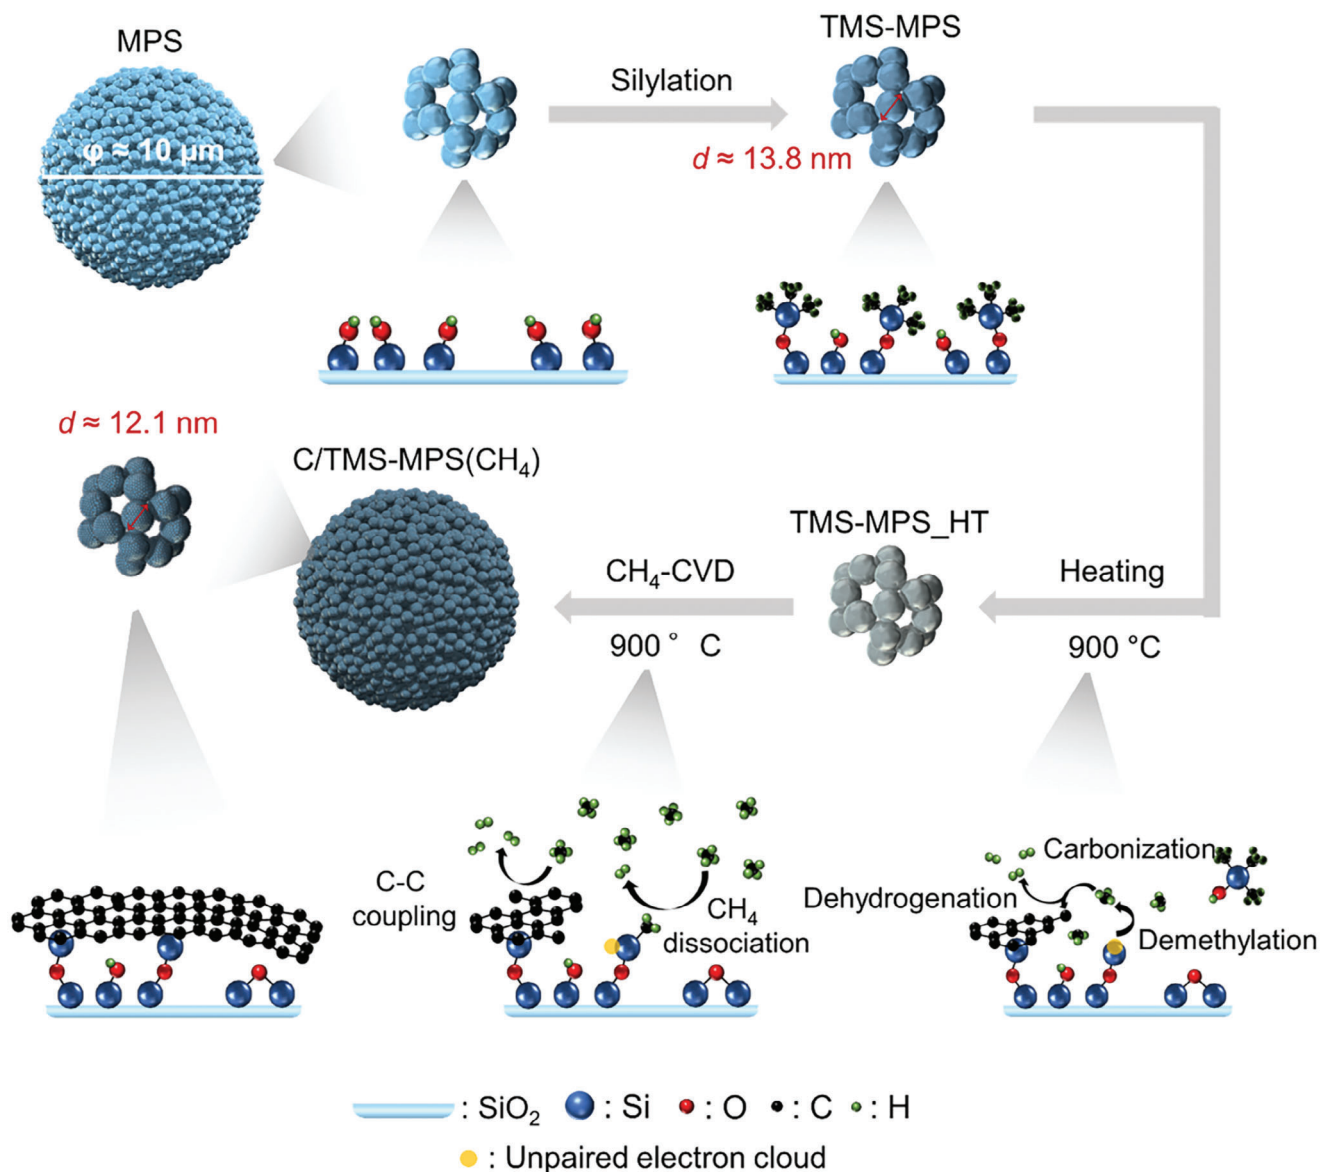 MPS
TMS-MPS
Silylation
φ ≈ 10 μm
d ≈ 13.8 nm
d ≈ 12.1 nm
C/TMS-MPS(CH₄)
TMS-MPS_HT
CH₄-CVD
Heating
900 ° C
900 °C
C-C
coupling
CH₄
dissociation
Carbonization
Dehydrogenation
Demethylation
: SiO₂ : Si : O : C : H
: Unpaired electron cloud